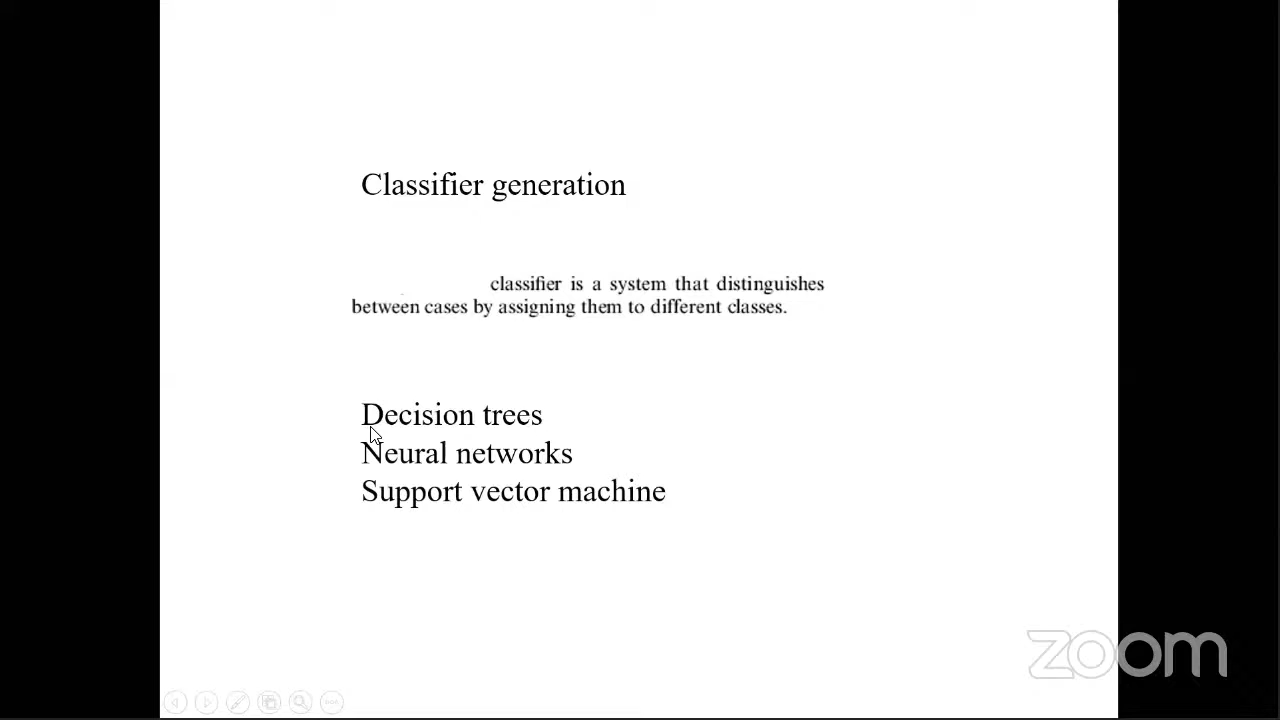 Classifier generation
classifier is a system that distinguishes
between cases by assigning them to different classes.
Decision trees
Neural networks
Support vector machine
zoom